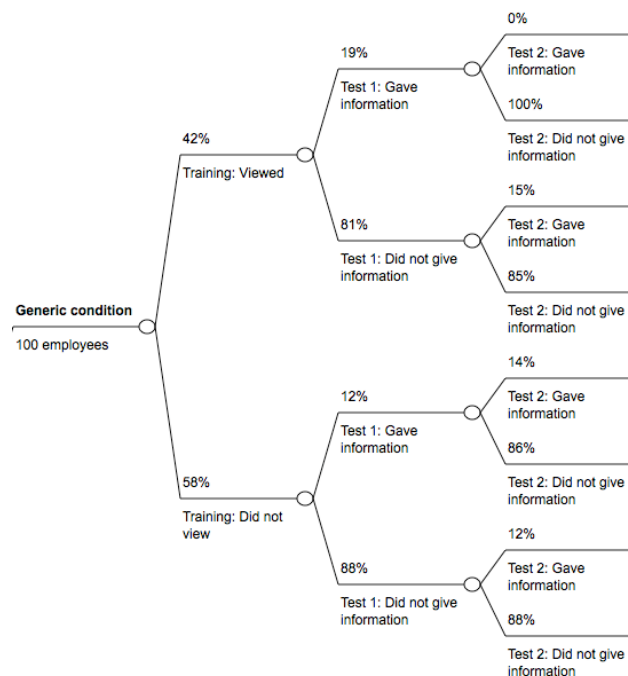 0%
19%
Test 2: Gave
information
Test 1: Gave
information
100%
42%
Test 2: Did not give
information
Training: Viewed
15%
81%
Test 2: Gave
information
Test 1: Did not give
information
85%
Test 2: Did not give
information
Generic condition
100 employees
14%
12%
Test 2: Gave
information
Test 1: Gave
information
86%
58%
Test 2: Did not give
information
Training: Did not
view
12%
88%
Test 2: Gave
information
Test 1: Did not give
information
88%
Test 2: Did not give
information